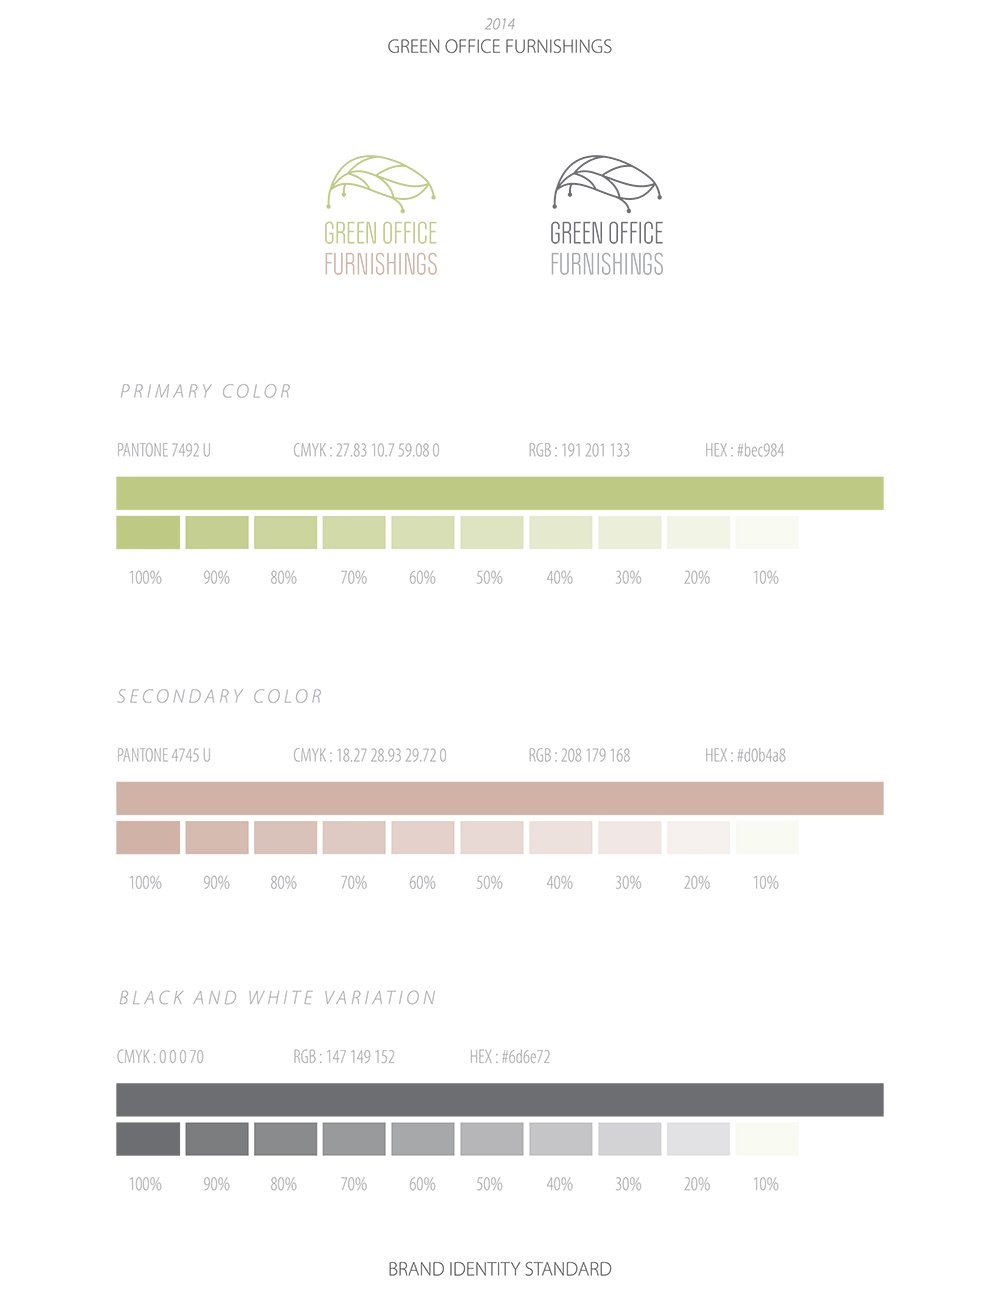 2014
GREEN OFFICE FURNISHINGS
GREEN OFFICE
FURNISHINGS
GREEN OFFICE
FURNISHINGS
PRIMARY COLOR
PANTONE 7492 U CMYK : 27.83 10.7 59.08 0 RGB : 191 201 133 HEX : #bec984
100% 90% 80% 70% 60% 50% 40% 30% 20% 10%
SECONDARY COLOR
PANTONE 4745 U CMYK : 18.27 28.93 29.72 0 RGB : 208 179 168 HEX : #d0b4a8
100% 90% 80% 70% 60% 50% 40% 30% 20% 10%
BLACK AND WHITE VARIATION
CMYK : 0 0 0 70 RGB : 147 149 152 HEX : #6d6e72
100% 90% 80% 70% 60% 50% 40% 30% 20% 10%
BRAND IDENTITY STANDARD